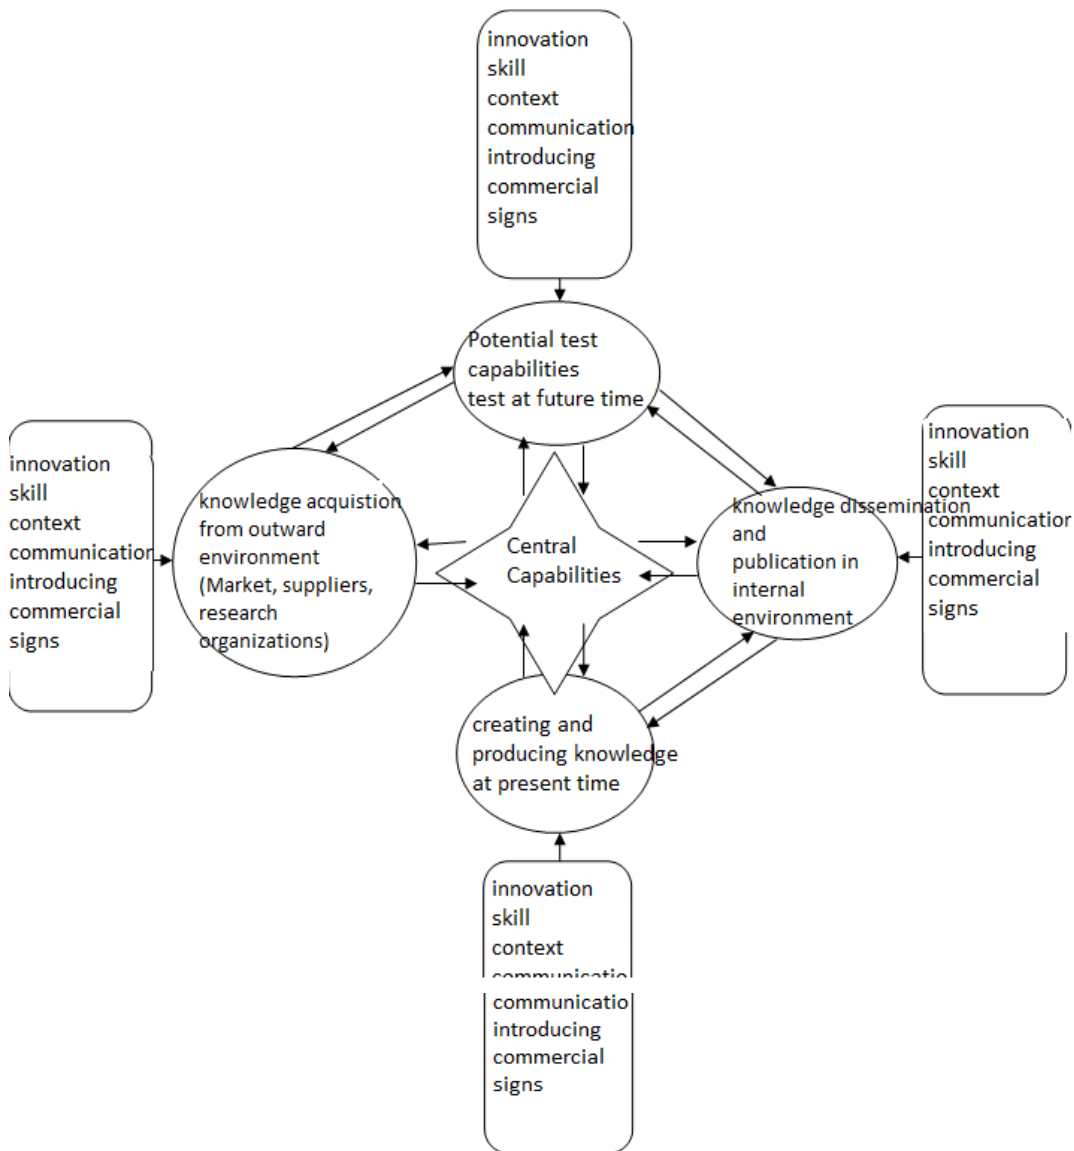 innovation
skill
context
communication
introducing
commercial
signs
Potential test
capabilities
test at future time
innovation
skill
context
communication
introducing
commercial
signs
knowledge acquistion
from outward
environment
(Market, suppliers,
research
organizations)
Central
Capabilities
knowledge dissemination
and
publication in
internal
environment
innovation
skill
context
communication
introducing
commercial
signs
creating and
producing knowledge
at present time
innovation
skill
context
communicatio
communicatio
introducing
commercial
signs